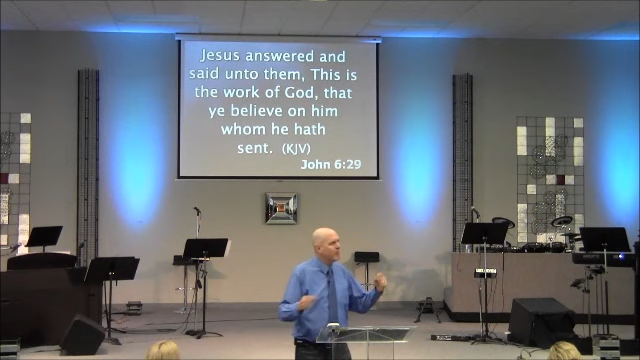 Jesus answered and
said unto them, This is
the work of God, that
ye believe on him
whom he hath
sent. (KJV)
John 6:29